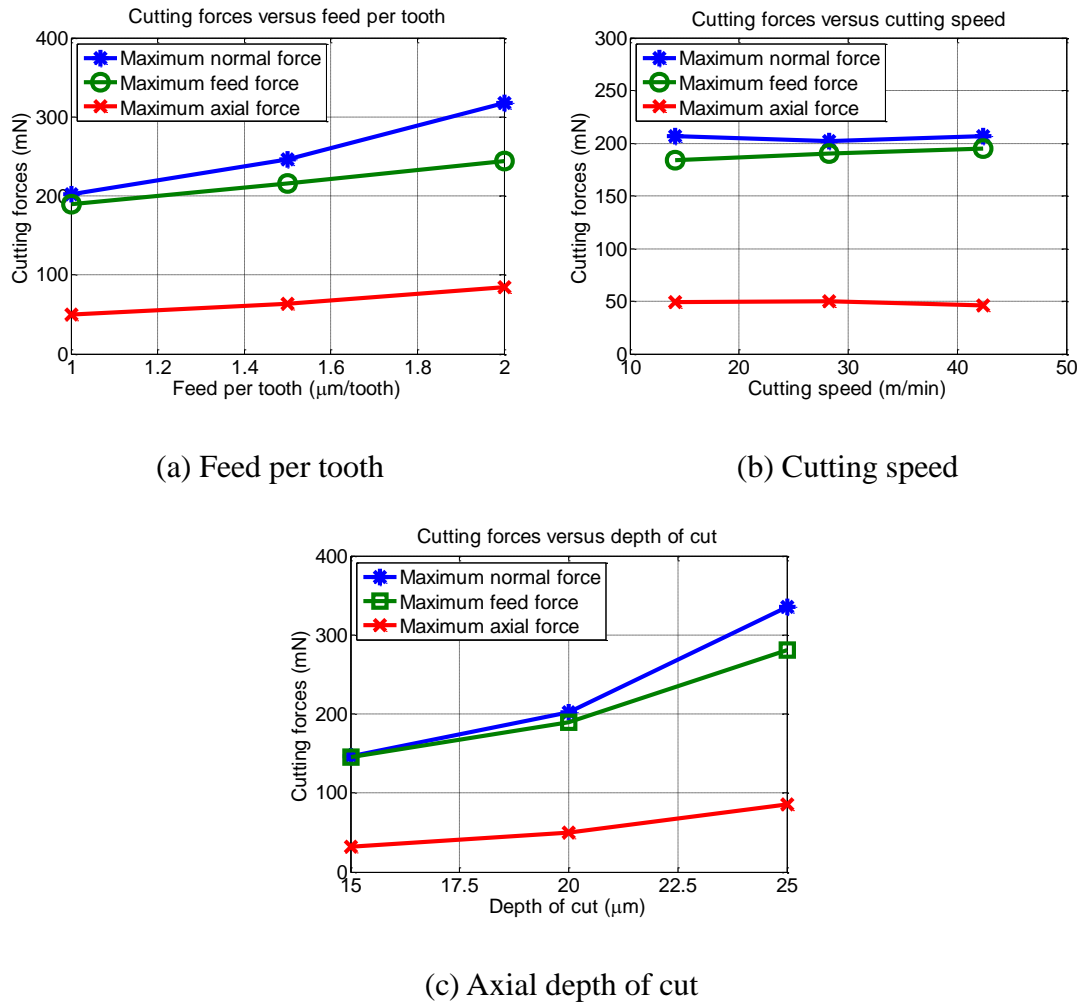 Cutting forces versus feed per tooth
400
300
200
100
0
Cutting forces (mN)
Maximum normal force
Maximum feed force
Maximum axial force
1 1.2 1.4 1.6 1.8 2
Feed per tooth (μm/tooth)
(a) Feed per tooth
Cutting forces versus cutting speed
300
250
200
150
100
50
0
Cutting forces (mN)
Maximum normal force
Maximum feed force
Maximum axial force
10 20 30 40 50
Cutting speed (m/min)
(b) Cutting speed
Cutting forces versus depth of cut
400
300
200
100
0
Cutting forces (mN)
Maximum normal force
Maximum feed force
Maximum axial force
15 17.5 20 22.5 25
Depth of cut (μm)
(c) Axial depth of cut